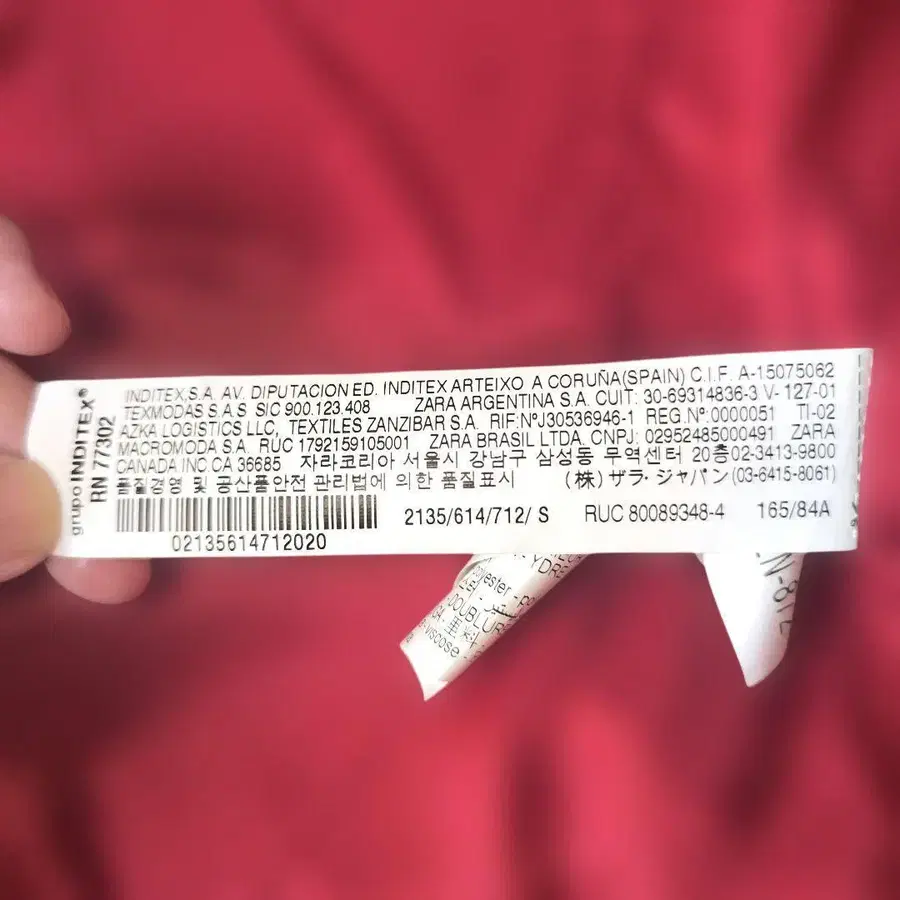 grupo INDITEX®
RN 77302
INDITEX,S.A. AV. DIPUTACION ED. INDITEX ARTEIXO A CORUÑA(SPAIN) C.I.F. A-15075062
TEXMODAS S.A.S SIC 900.123.408 ZARA ARGENTINA S.A. CUIT: 30-69314836-3 V- 127-01
AZKA LOGISTICS LLC, TEXTILES ZANZIBAR S.A. RIF:NºJ30536946-1 REG.Nº:0000051 TI-02
MACROMODA S.A. RUC 1792159105001 ZARA BRASIL LTDA. CNPJ: 02952485000491 ZARA
CANADA INC.CA 36685 자라코리아 서울시 강남구 삼성동 무역센터 20층02-3413-9800
품질경영 및 공산품안전 관리법에 의한 품질표시 (株) ザラ・ジャパン(03-6415-8061)
2135/614/712/ S RUC 80089348-4 165/84A
02135614712020
YDRE
DOUBLUR
viscose
N-812